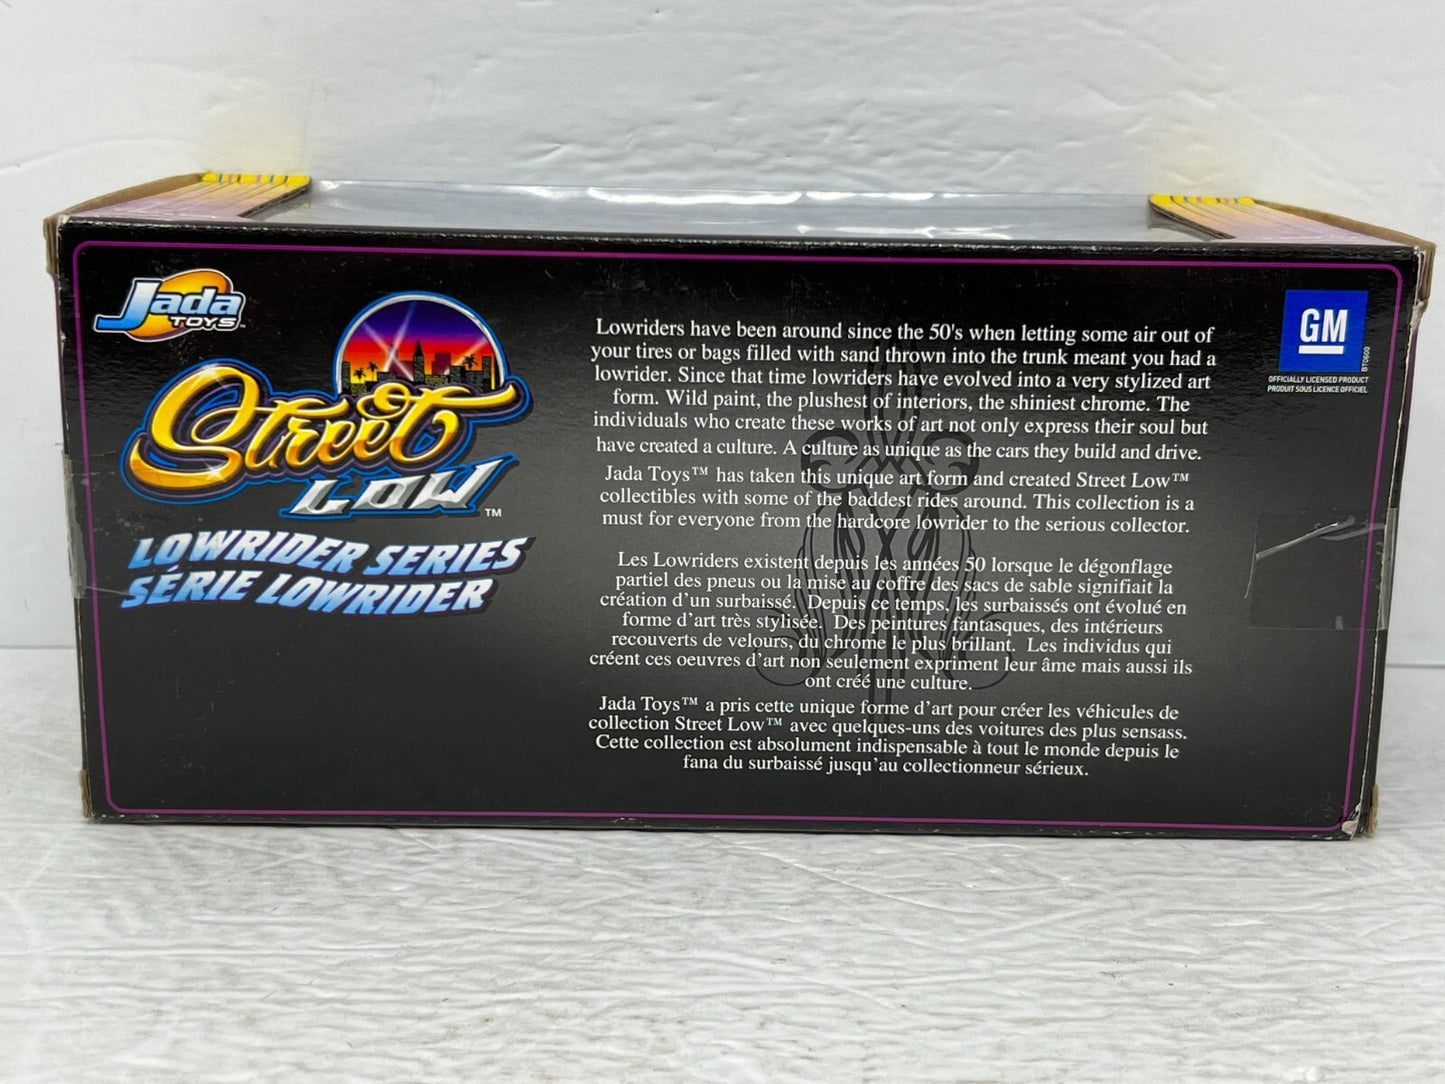 Jada
TOYS
Street
LOW™
LOWRIDER SERIES
SÉRIE LOWRIDER
Lowriders have been around since the 50's when letting some air out of
your tires or bags filled with sand thrown into the trunk meant you had a
lowrider. Since that time lowriders have evolved into a very stylized art
form. Wild paint, the plushest of interiors, the shiniest chrome. The
individuals who create these works of art not only express their soul but
have created a culture. A culture as unique as the cars they build and drive.
Jada Toys™ has taken this unique art form and created Street Low™
collectibles with some of the baddest rides around. This collection is a
must for everyone from the hardcore lowrider to the serious collector.
Les Lowriders existent depuis les années 50 lorsque le dégonflage
partiel des pneus ou la mise au coffre des sacs de sable signifiait la
création d'un surbaissé. Depuis ce temps, les surbaissés ont évolué en
forme d'art très stylisée. Des peintures fantasques, des intérieurs
recouverts de velours, du chrome le plus brillant. Les individus qui
créent ces oeuvres d'art non seulement expriment leur âme mais aussi ils
ont créé une culture.
Jada Toys™ a pris cette unique forme d'art pour créer les véhicules de
collection Street Low™ avec quelques-uns des voitures des plus sensass.
Cette collection est absolument indispensable à tout le monde depuis le
fana du surbaissé jusqu'au collectionneur sérieux.
GM
BT0600
OFFICIALLY LICENSED PRODUCT
PRODUIT SOUS LICENCE OFFICIEL